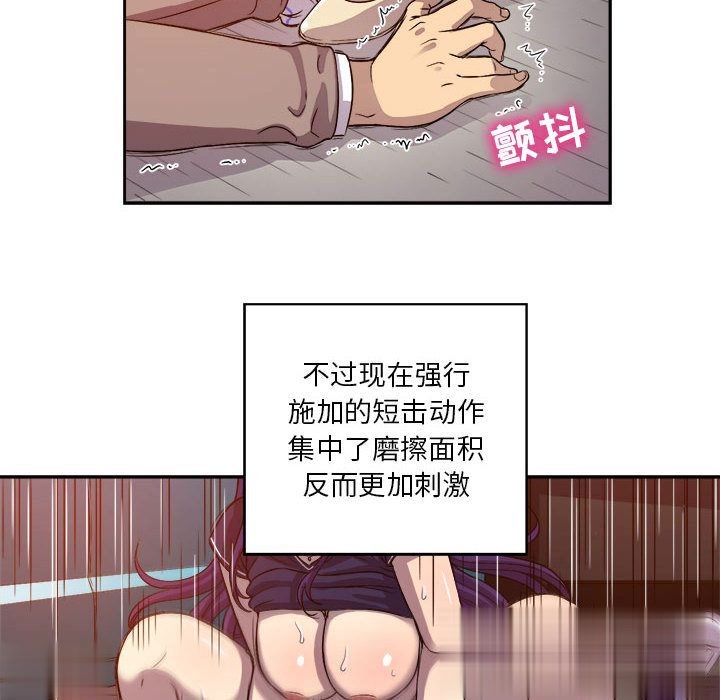 颤抖
不过现在强行
施加的短击动作
集中了磨擦面积
反而更加刺激